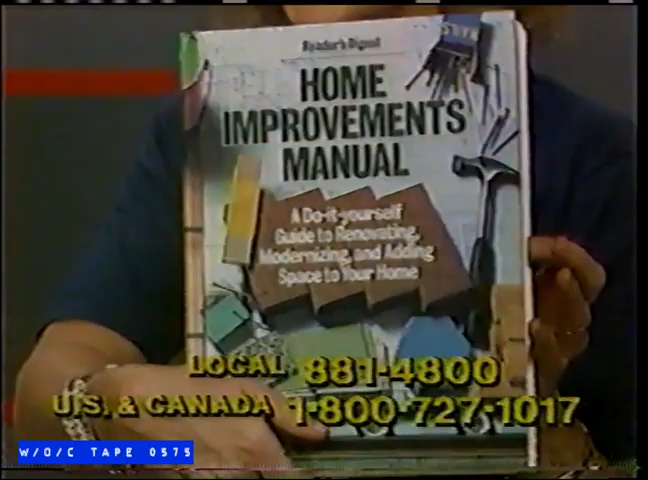 Reader's Digest
HOME
IMPROVEMENTS
MANUAL
A Do-it-yourself
Guide to Renovating,
Modernizing, and Adding
Space to Your Home
NAILS
LOCAL 881-4800
U.S. & CANADA 1-800-727-1017
W/O/C TAPE 0575